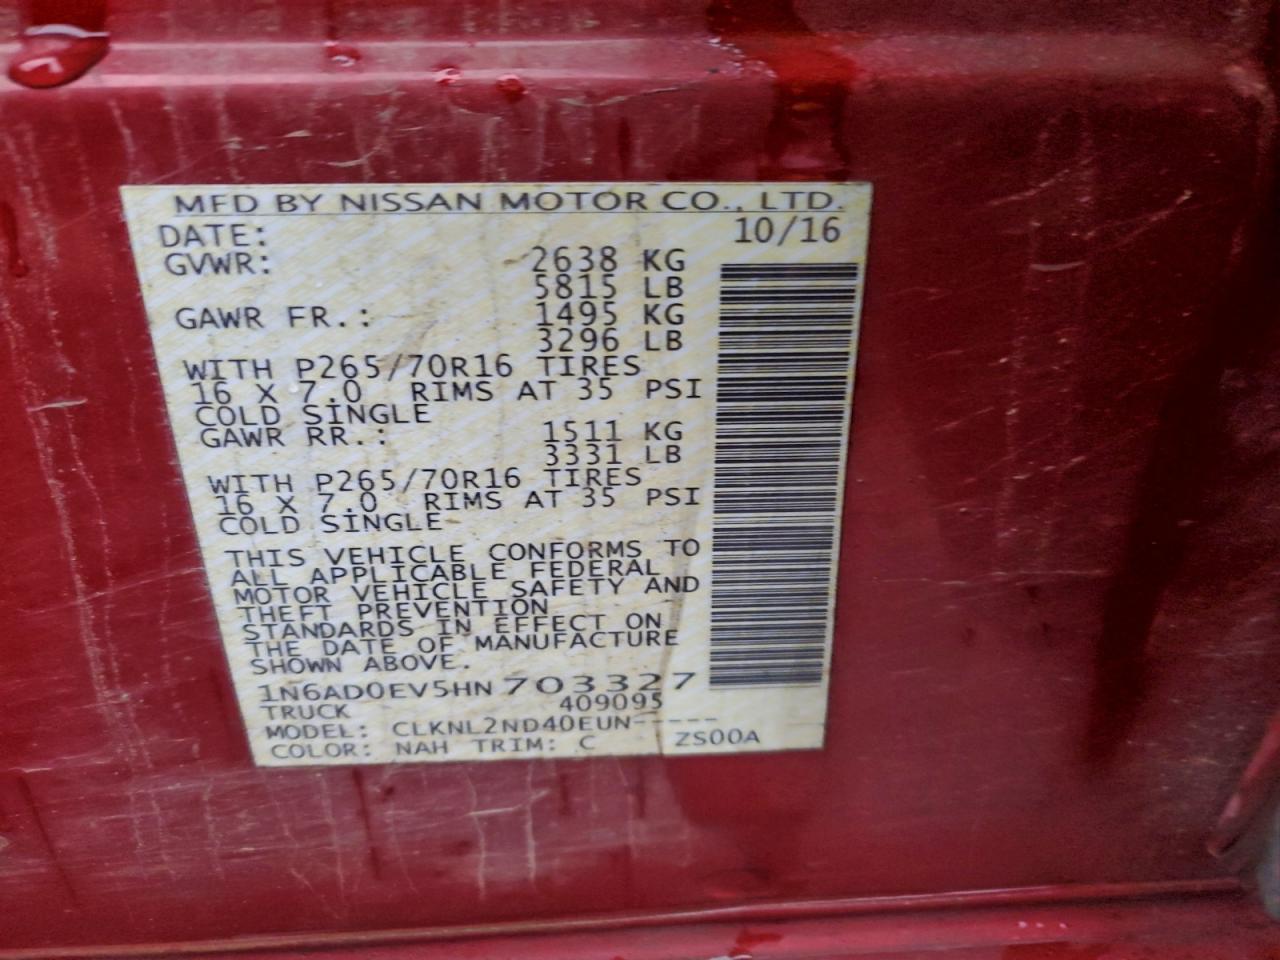 MFD BY NISSAN MOTOR CO., LTD.
DATE: 10/16
GVWR: 2638 KG
5815 LB
GAWR FR.: 1495 KG
3296 LB
WITH P265/70R16 TIRES
16 X 7.0 RIMS AT 35 PSI
COLD SINGLE
GAWR RR.: 1511 KG
3331 LB
WITH P265/70R16 TIRES
16 X 7.0 RIMS AT 35 PSI
COLD SINGLE
THIS VEHICLE CONFORMS TO
ALL APPLICABLE FEDERAL
MOTOR VEHICLE SAFETY AND
THEFT PREVENTION
STANDARDS IN EFFECT ON
THE DATE OF MANUFACTURE
SHOWN ABOVE.
1N6AD0EV5HN703327
TRUCK 409095
MODEL: CLKNL2ND40EUN-----
COLOR: NAH TRIM: C ZS00A